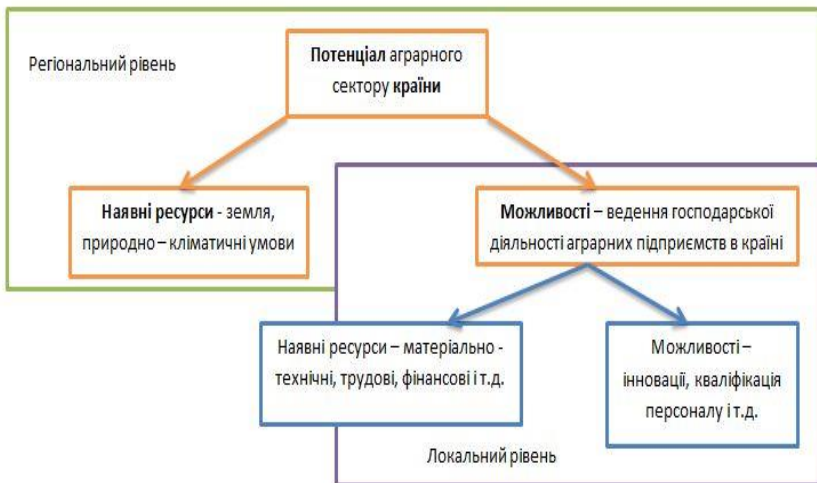 Регіональний рівень
Потенціал аграрного
сектору країни
Наявні ресурси - земля,
природно – кліматичні умови
Можливості – ведення господарської
діяльності аграрних підприємств в країні
Наявні ресурси – матеріально -
технічні, трудові, фінансові і т.д.
Можливості –
інновації, кваліфікація
персоналу і т.д.
Локальний рівень